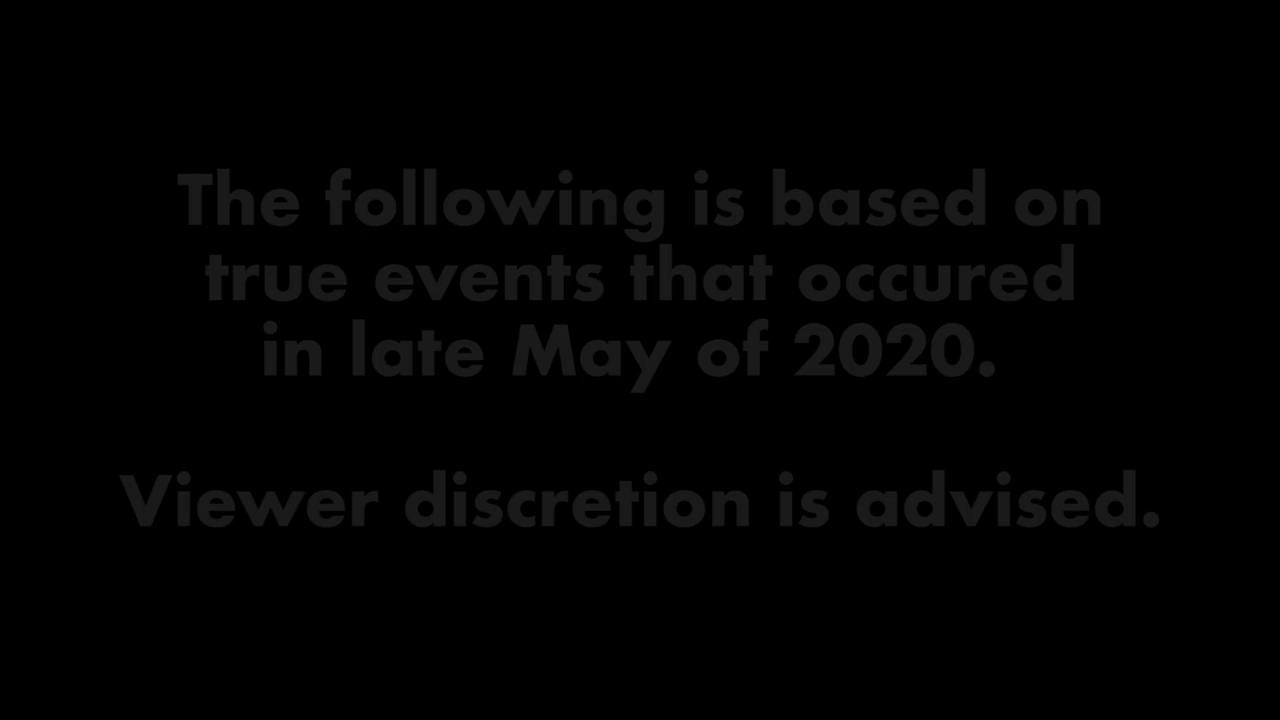 The following is based on
true events that occured
in late May of 2020.
Viewer discretion is advised.